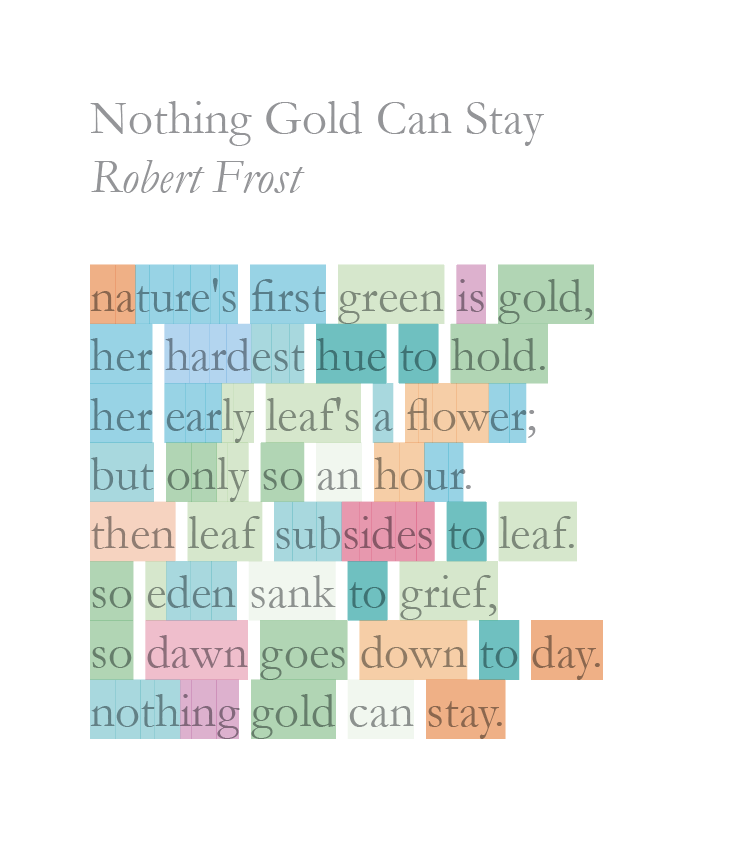 Nothing Gold Can Stay
Robert Frost
nature's first green is gold,
her hardest hue to hold.
her early leaf's a flower;
but only so an hour.
then leaf subsides to leaf.
so eden sank to grief,
so dawn goes down to day.
nothing gold can stay.